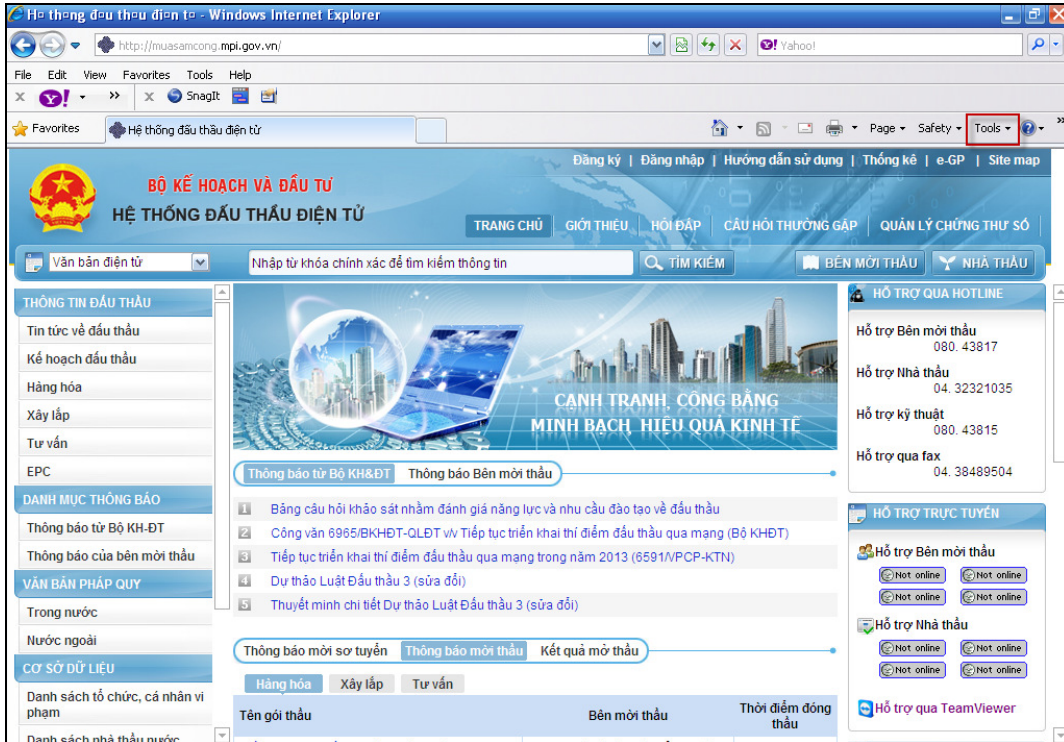 Hệ thống đấu thầu điện tử - Windows Internet Explorer
http://muasamcong.mpi.gov.vn/
Yahoo!
File Edit View Favorites Tools Help
SnagIt
Favorites
Hệ thống đấu thầu điện tử
Page Safety Tools
Đăng ký | Đăng nhập | Hướng dẫn sử dụng | Thống kê | e-GP | Site map
BỘ KẾ HOẠCH VÀ ĐẦU TƯ
HỆ THỐNG ĐẤU THẦU ĐIỆN TỬ
TRANG CHỦ GIỚI THIỆU HỎI ĐÁP CÂU HỎI THƯỜNG GẶP QUẢN LÝ CHỨNG THƯ SỐ
Văn bản điện tử
Nhập từ khóa chính xác để tìm kiếm thông tin
TÌM KIẾM
BÊN MỜI THẦU
NHÀ THẦU
THÔNG TIN ĐẤU THẦU
Tin tức về đấu thầu
Kế hoạch đấu thầu
Hàng hóa
Xây lắp
Tư vấn
EPC
DANH MỤC THÔNG BÁO
Thông báo từ Bộ KH-ĐT
Thông báo của bên mời thầu
VĂN BẢN PHÁP QUY
Trong nước
Nước ngoài
CƠ SỞ DỮ LIỆU
Danh sách tổ chức, cá nhân vi
phạm
Danh sách nhà thầu nước
CẠNH TRANH, CÔNG BẰNG
MINH BẠCH, HIỆU QUẢ KINH TẾ
Thông báo từ Bộ KH&ĐT Thông báo Bên mời thầu
1 Bảng câu hỏi khảo sát nhằm đánh giá năng lực và nhu cầu đào tạo về đấu thầu
2 Công văn 6965/BKHĐT-QLĐT v/v Tiếp tục triển khai thí điểm đấu thầu qua mạng (Bộ KHĐT)
3 Tiếp tục triển khai thí điểm đấu thầu qua mạng trong năm 2013 (6591/VPCP-KTN)
4 Dự thảo Luật Đấu thầu 3 (sửa đổi)
5 Thuyết minh chi tiết Dự thảo Luật Đấu thầu 3 (sửa đổi)
Thông báo mời sơ tuyển Thông báo mời thầu Kết quả mở thầu
Hàng hóa Xây lắp Tư vấn
Tên gói thầu Bên mời thầu Thời điểm đóng
thầu
HỖ TRỢ QUA HOTLINE
Hỗ trợ Bên mời thầu
080. 43817
Hỗ trợ Nhà thầu
04. 32321035
Hỗ trợ kỹ thuật
080. 43815
Hỗ trợ qua fax
04. 38489504
HỖ TRỢ TRỰC TUYẾN
Hỗ trợ Bên mời thầu
Not online Not online
Not online Not online
Hỗ trợ Nhà thầu
Not online Not online
Not online Not online
Hỗ trợ qua TeamViewer